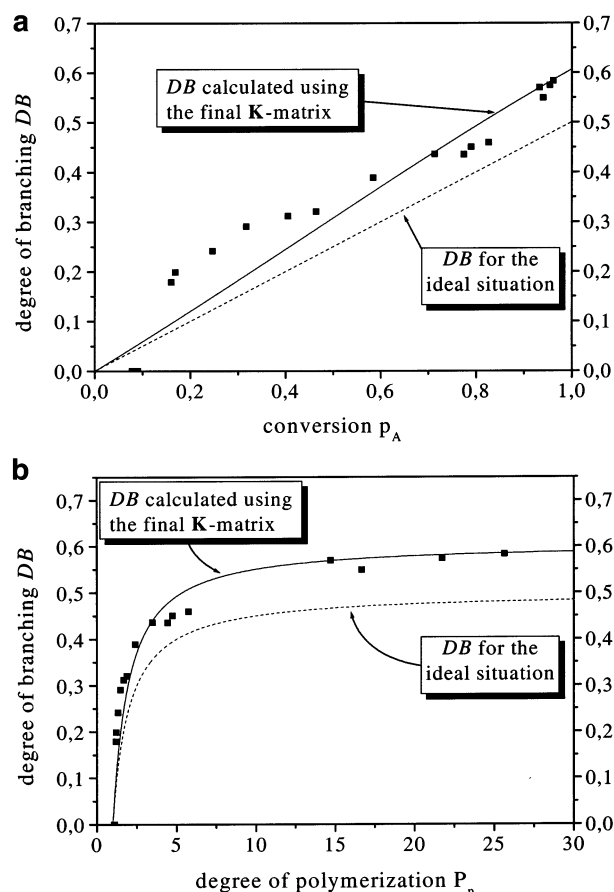 a
0,7 0,7
0,6 0,6
0,5 0,5
0,4 0,4
0,3 0,3
0,2 0,2
0,1 0,1
0,0 0,0
0,0 0,2 0,4 0,6 0,8 1,0
degree of branching DB
DB calculated using
the final K-matrix
DB for the
ideal situation
conversion p_A
b
0,7 0,7
0,6 0,6
0,5 0,5
0,4 0,4
0,3 0,3
0,2 0,2
0,1 0,1
0,0 0,0
0 5 10 15 20 25 30
degree of branching DB
DB calculated using
the final K-matrix
DB for the
ideal situation
degree of polymerization P_n